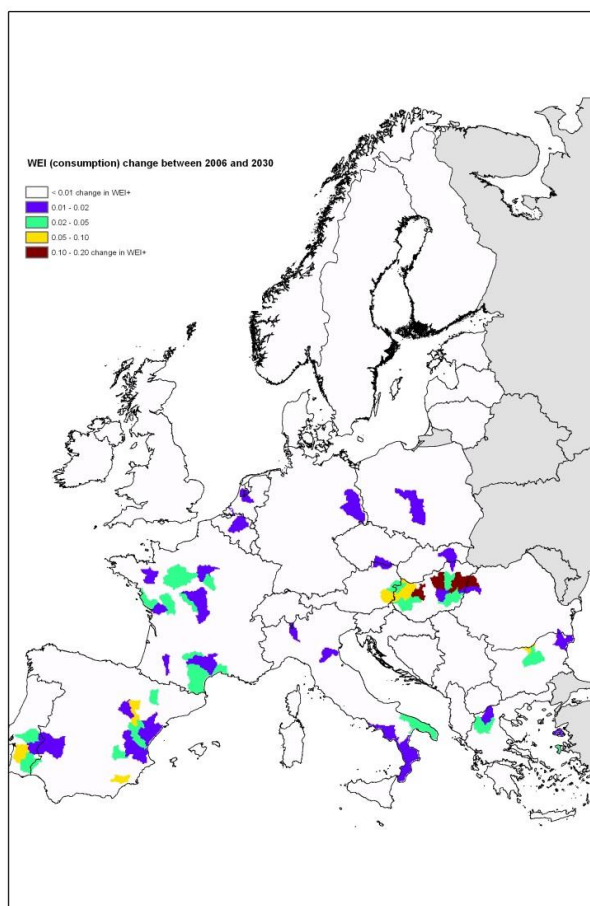 WEI (consumption) change between 2006 and 2030
< 0.01 change in WEI+
0.01 - 0.02
0.02 - 0.05
0.05 - 0.10
0.10 - 0.20 change in WEI+